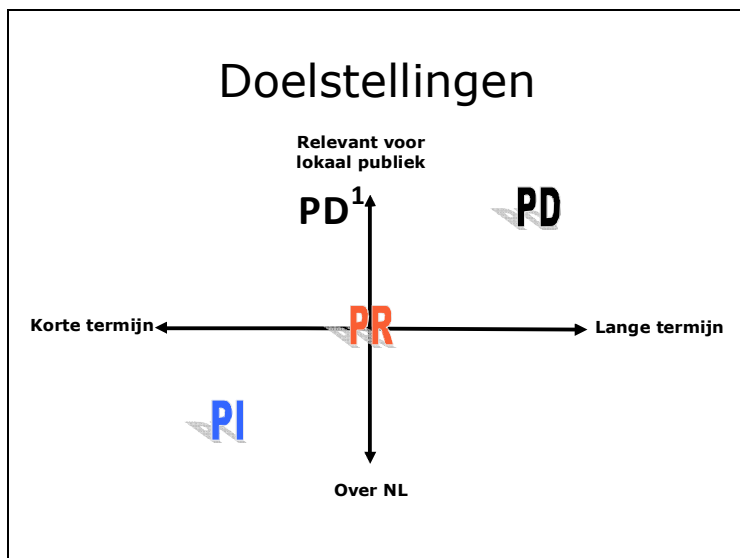 Doelstellingen
Relevant voor
lokaal publiek
PD¹
PD
PR
Korte termijn
Lange termijn
PI
Over NL